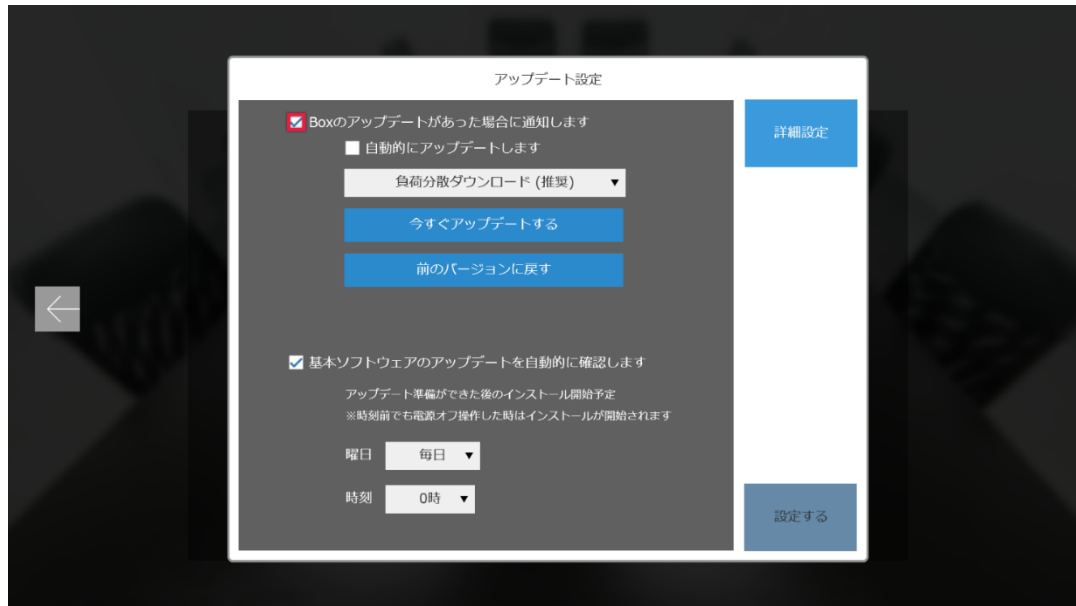 アップデート設定
Boxのアップデートがあった場合に通知します
自動的にアップデートします
負荷分散ダウンロード (推奨)
今すぐアップデートする
前のバージョンに戻す
基本ソフトウェアのアップデートを自動的に確認します
アップデート準備ができた後のインストール開始予定
※時刻前でも電源オフ操作した時はインストールが開始されます
曜日 毎日
時刻 0時
詳細設定
設定する